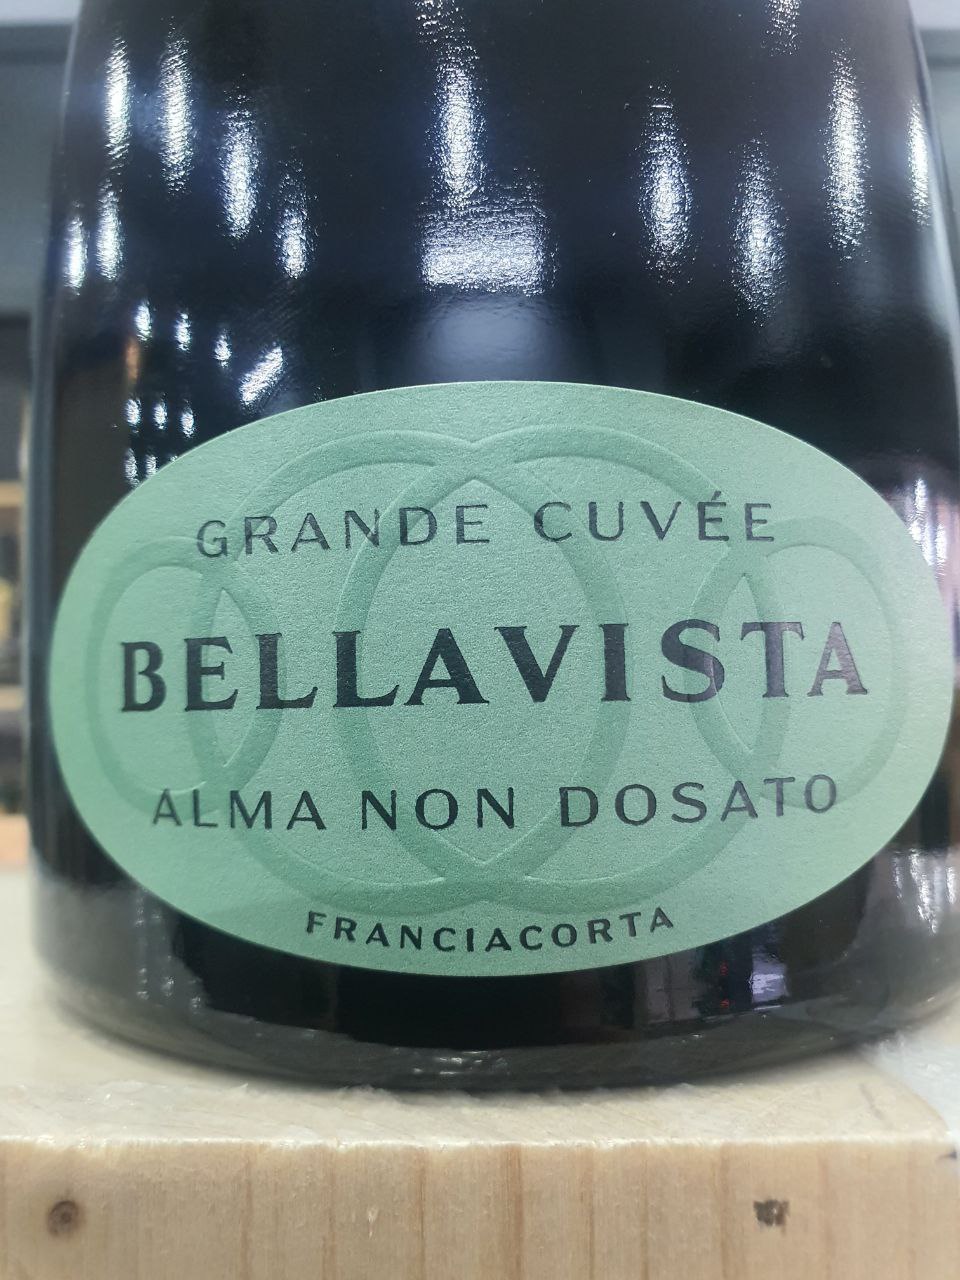 GRANDE CUVÉE
BELLAVISTA
ALMA NON DOSATO
FRANCIACORTA